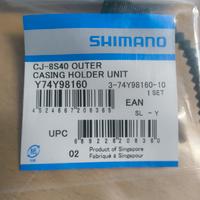 SHIMANO
CJ-8S40 OUTER
CASING HOLDER UNIT
Y74Y98160 3-74Y98160-10
1 SET
4524667208365
EAN
SL - Y
UPC
02
Product of Singapore
Fabriqué à Singapour